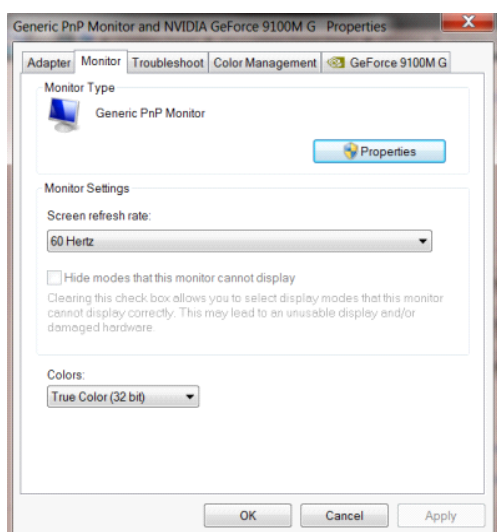 Generic PnP Monitor and NVIDIA GeForce 9100M G Properties
Adapter Monitor Troubleshoot Color Management GeForce 9100M G
Monitor Type
Generic PnP Monitor
Properties
Monitor Settings
Screen refresh rate:
60 Hertz
Hide modes that this monitor cannot display
Clearing this check box allows you to select display modes that this monitor
cannot display correctly. This may lead to an unusable display and/or
damaged hardware.
Colors:
True Color (32 bit)
OK Cancel Apply